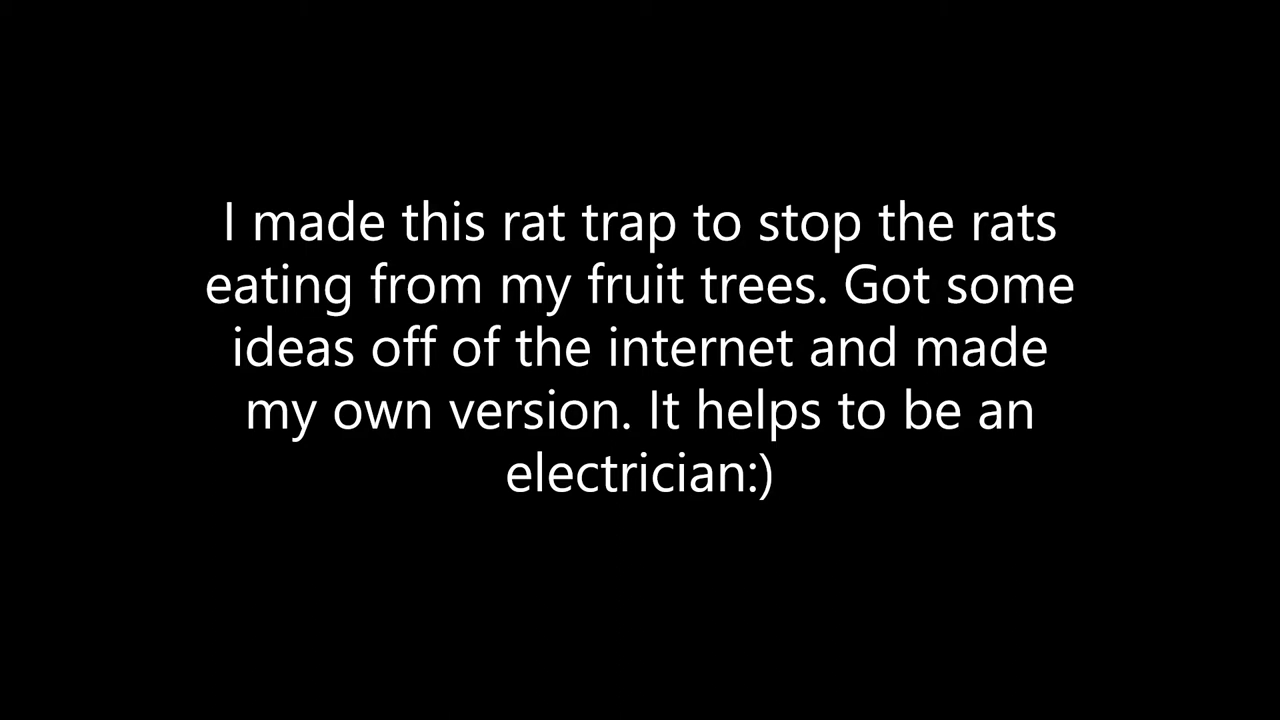 I made this rat trap to stop the rats
eating from my fruit trees. Got some
ideas off of the internet and made
my own version. It helps to be an
electrician:)